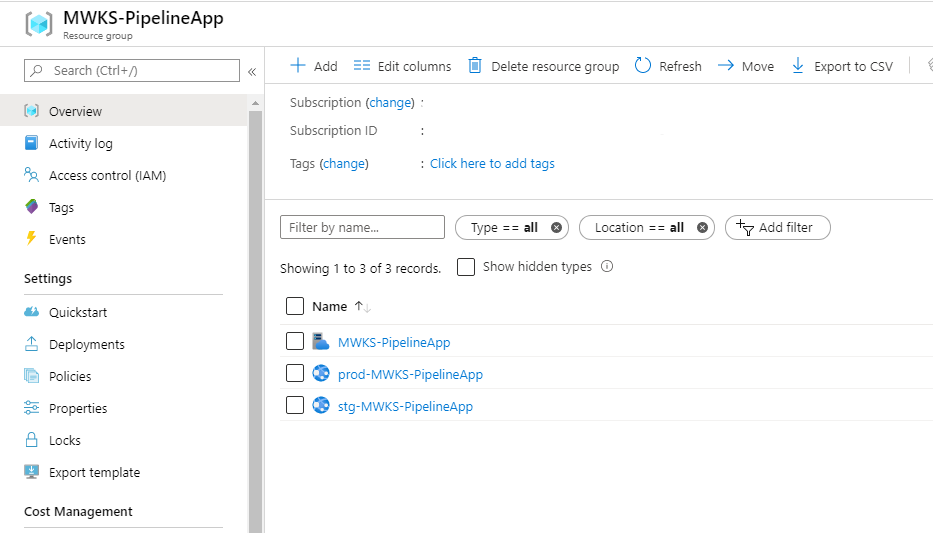 MWKS-PipelineApp
Resource group
Search (Ctrl+/)
«
Overview
Activity log
Access control (IAM)
Tags
Events
Settings
Quickstart
Deployments
Policies
Properties
Locks
Export template
Cost Management
Add
Edit columns
Delete resource group
Refresh
Move
Export to CSV
Subscription (change) :
Subscription ID :
Tags (change) : Click here to add tags
Filter by name...
Type == all
Location == all
Add filter
Showing 1 to 3 of 3 records.
Show hidden types
Name ↑↓
MWKS-PipelineApp
prod-MWKS-PipelineApp
stg-MWKS-PipelineApp